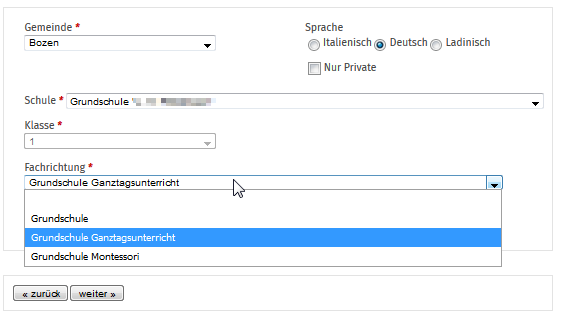 Gemeinde *
Sprache
Bozen
Italienisch Deutsch Ladinisch
Nur Private
Schule * Grundschule
Klasse *
1
Fachrichtung *
Grundschule Ganztagsunterricht
Grundschule
Grundschule Ganztagsunterricht
Grundschule Montessori
« zurück weiter »